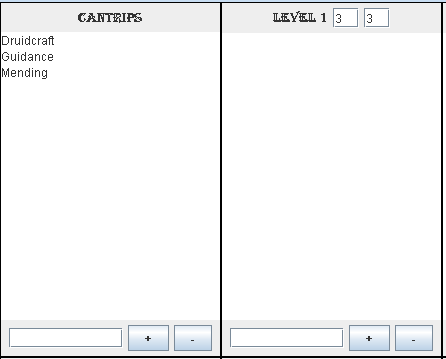 CANTRIPS
LEVEL 1 3 3
Druidcraft
Guidance
Mending
+ - + -